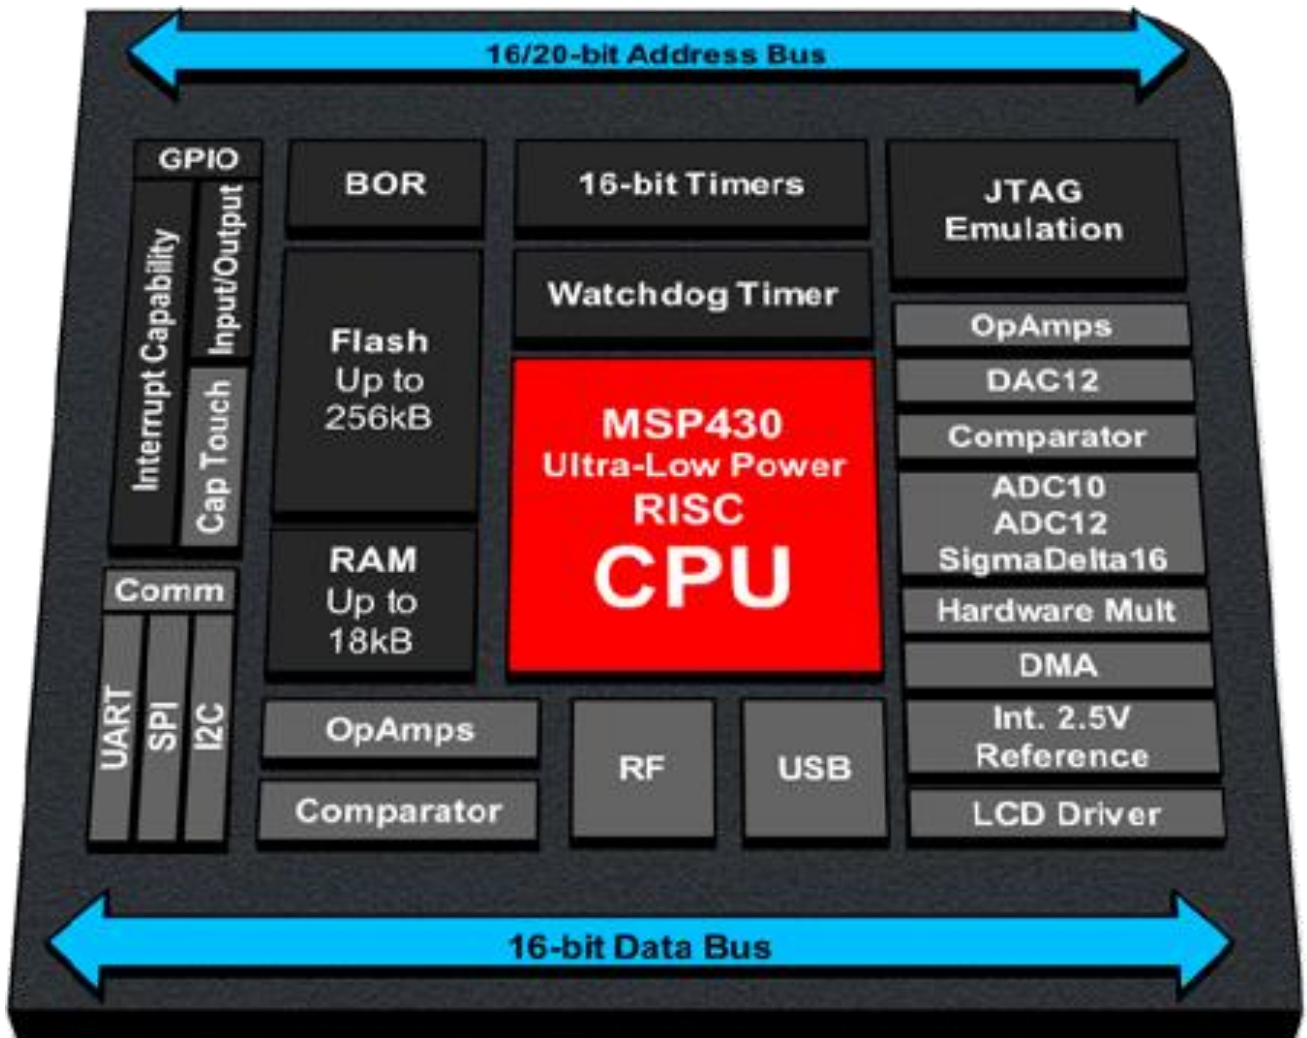 16/20-bit Address Bus
GPIO
Interrupt Capability
Input/Output
Cap Touch
Comm
UART
SPI
I2C
BOR
Flash
Up to
256kB
RAM
Up to
18kB
OpAmps
Comparator
16-bit Timers
Watchdog Timer
MSP430
Ultra-Low Power
RISC
CPU
RF
USB
JTAG
Emulation
OpAmps
DAC12
Comparator
ADC10
ADC12
SigmaDelta16
Hardware Mult
DMA
Int. 2.5V
Reference
LCD Driver
16-bit Data Bus